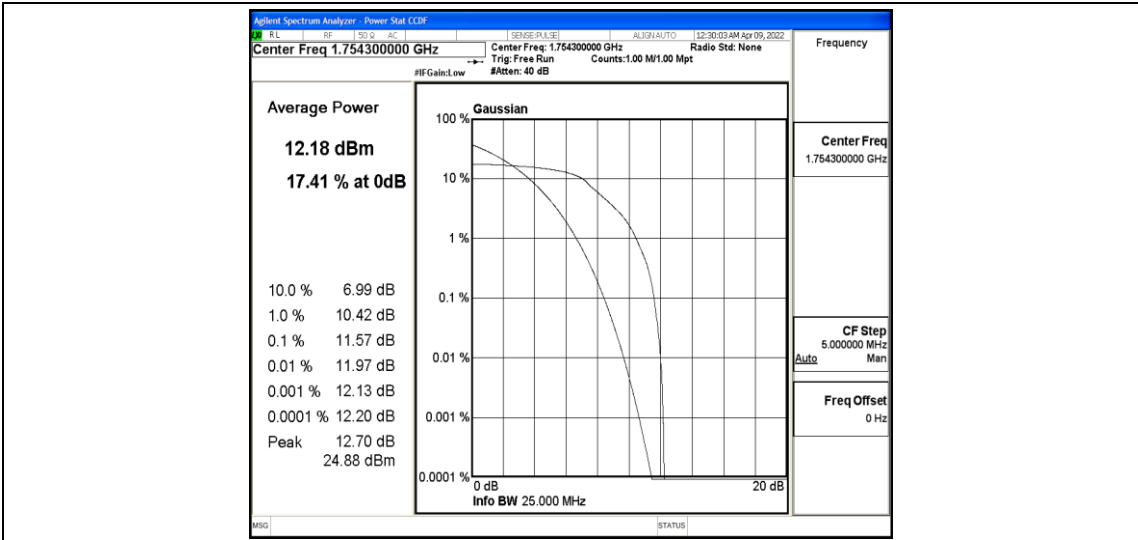 Agilent Spectrum Analyzer - Power Stat CCDF
LXI RL RF 50 Ω AC SENSE:PULSE ALIGN AUTO 12:30:03 AM Apr 09, 2022
Center Freq 1.754300000 GHz
Center Freq: 1.754300000 GHz Radio Std: None
Trig: Free Run Counts:1.00 M/1.00 Mpt
#IFGain:Low #Atten: 40 dB
Frequency
Average Power
12.18 dBm
17.41 % at 0dB
10.0 % 6.99 dB
1.0 % 10.42 dB
0.1 % 11.57 dB
0.01 % 11.97 dB
0.001 % 12.13 dB
0.0001 % 12.20 dB
Peak 12.70 dB
24.88 dBm
Gaussian
100 %
10 %
1 %
0.1 %
0.01 %
0.001 %
0.0001 %
0 dB 20 dB
Info BW 25.000 MHz
Center Freq
1.754300000 GHz
CF Step
5.000000 MHz
Auto Man
Freq Offset
0 Hz
MSG STATUS